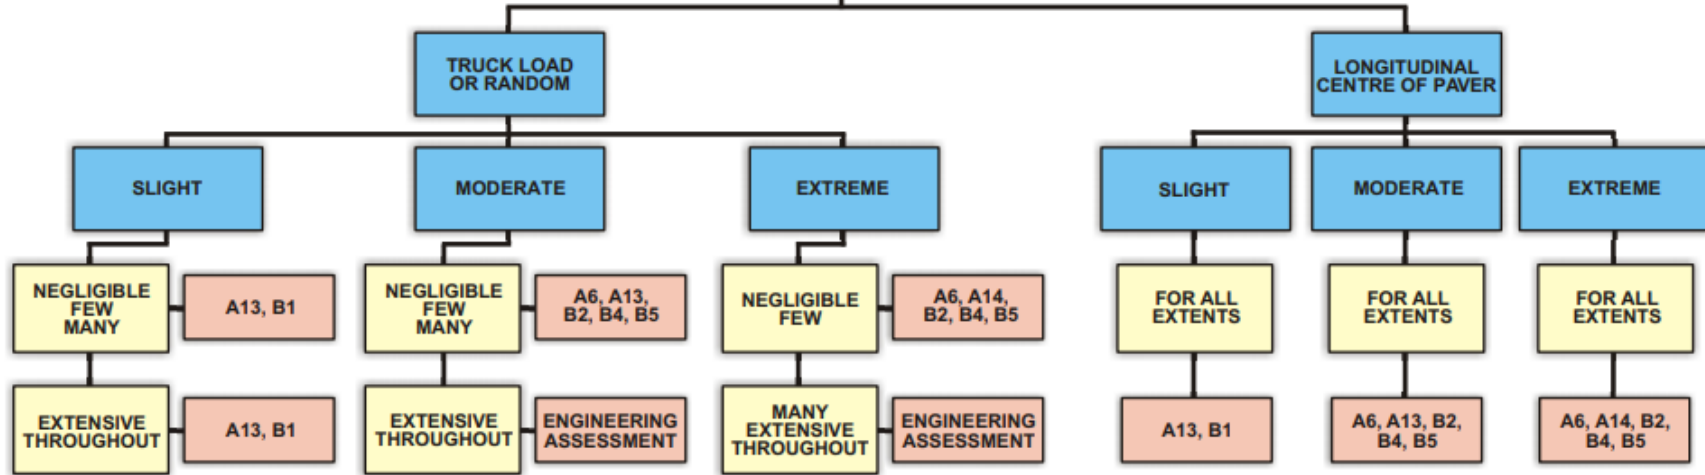 TRUCK LOAD
OR RANDOM
LONGITUDINAL
CENTRE OF PAVER
SLIGHT
MODERATE
EXTREME
SLIGHT
MODERATE
EXTREME
NEGLIGIBLE
FEW
MANY
A13, B1
NEGLIGIBLE
FEW
MANY
A6, A13,
B2, B4, B5
NEGLIGIBLE
FEW
A6, A14,
B2, B4, B5
FOR ALL
EXTENTS
FOR ALL
EXTENTS
FOR ALL
EXTENTS
EXTENSIVE
THROUGHOUT
A13, B1
EXTENSIVE
THROUGHOUT
ENGINEERING
ASSESSMENT
MANY
EXTENSIVE
THROUGHOUT
ENGINEERING
ASSESSMENT
A13, B1
A6, A13, B2,
B4, B5
A6, A14, B2,
B4, B5